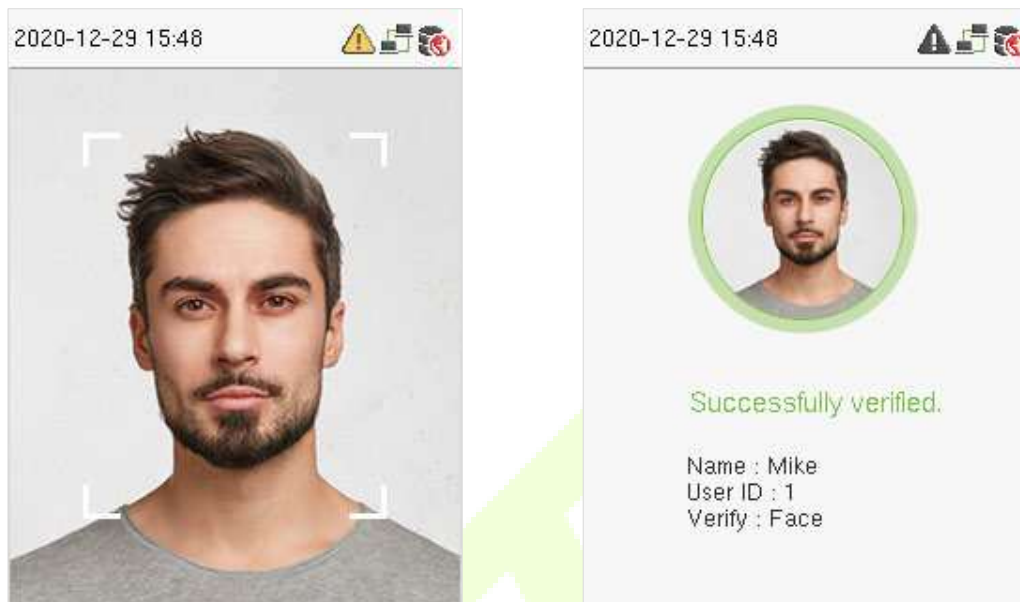 2020-12-29 15:48
2020-12-29 15:48
Successfully verified.
Name : Mike
User ID : 1
Verify : Face